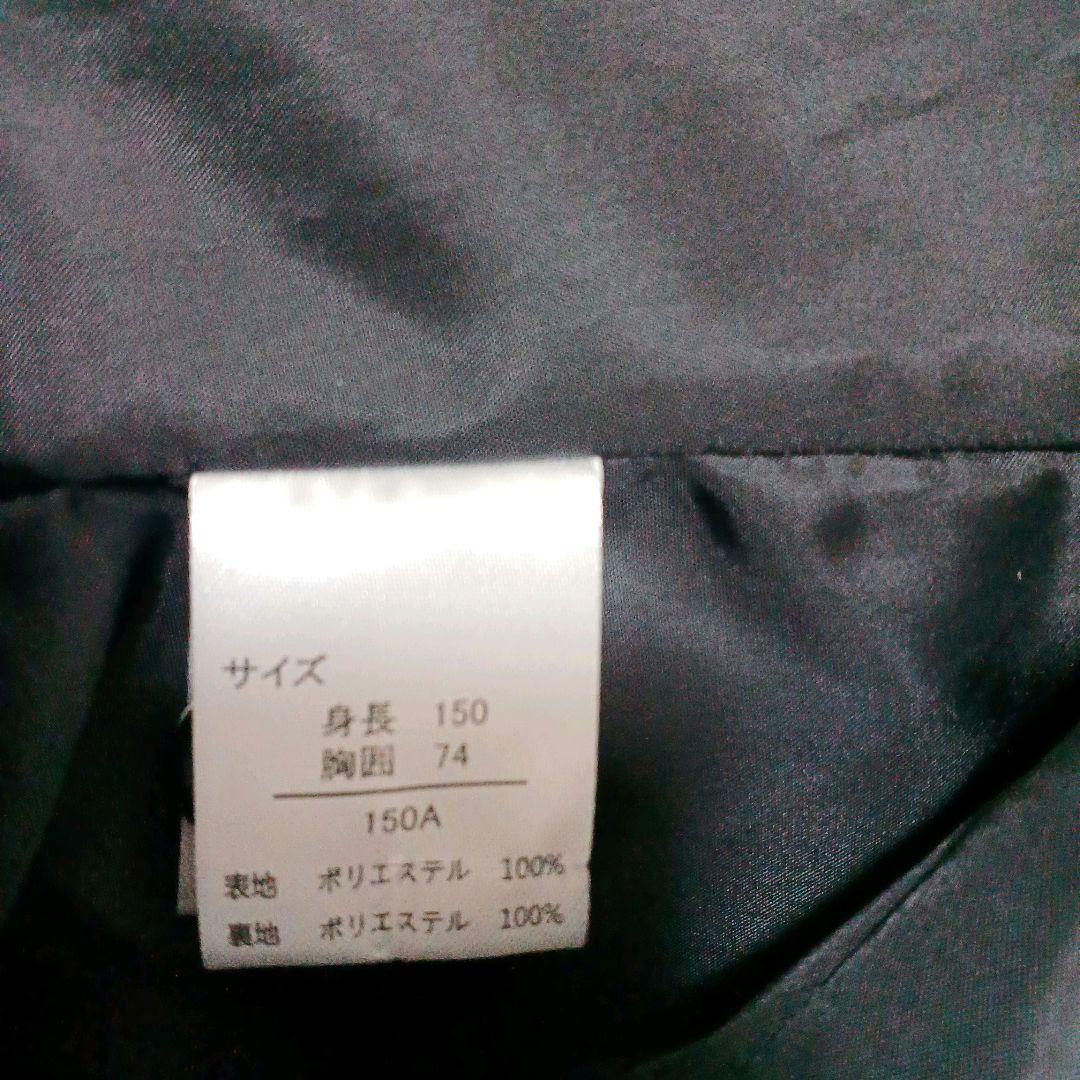 サイズ
身長 150
胸囲 74
150A
表地 ポリエステル 100%
裏地 ポリエステル 100%